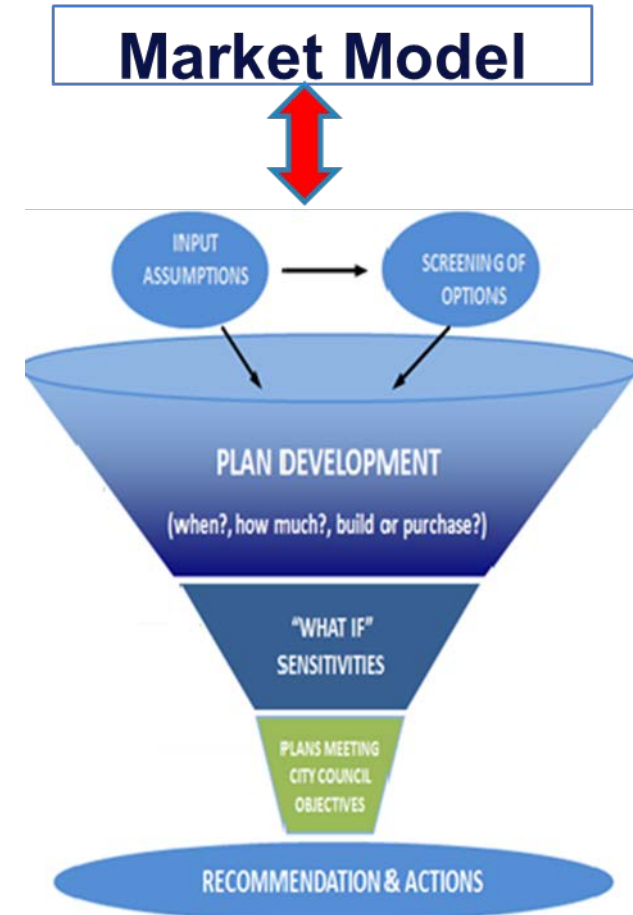 Market Model
INPUT
ASSUMPTIONS
SCREENING OF
OPTIONS
PLAN DEVELOPMENT
(when?, how much?, build or purchase?)
"WHAT IF"
SENSITIVITIES
PLANS MEETING
CITY COUNCIL
OBJECTIVES
RECOMMENDATION & ACTIONS